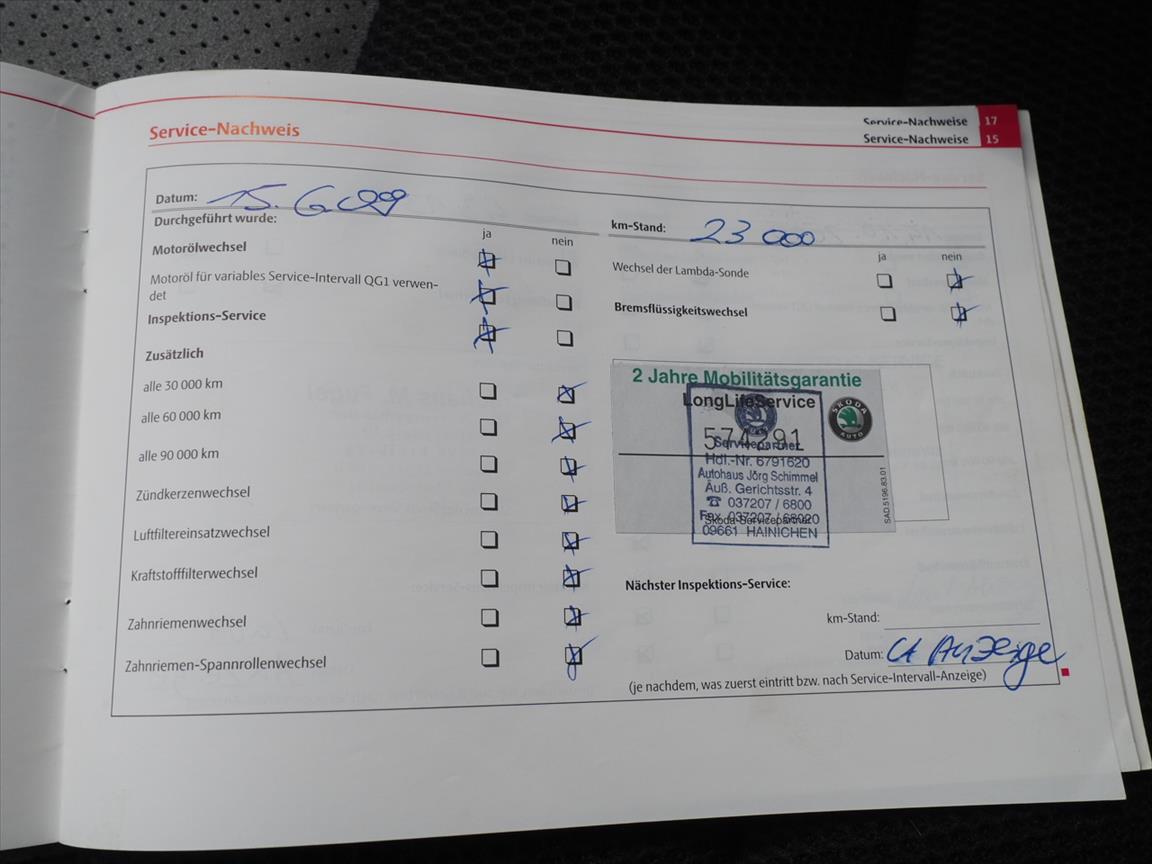 Service-Nachweise 17
Service-Nachweise 15
Service-Nachweis
Datum: 15. 6. 09
Durchgeführt wurde:
ja nein
Motorölwechsel
Motoröl für variables Service-Intervall QG1 verwen-
det
Inspektions-Service
Zusätzlich
alle 30 000 km
alle 60 000 km
alle 90 000 km
Zündkerzenwechsel
Luftfiltereinsatzwechsel
Kraftstofffilterwechsel
Zahnriemenwechsel
Zahnriemen-Spannrollenwechsel
km-Stand: 23 000
ja nein
Wechsel der Lambda-Sonde
Bremsflüssigkeitswechsel
2 Jahre Mobilitätsgarantie
LongLifeService
SKODA
AUTO
574291
Servicepartner
Hdl.-Nr. 6791620
Autohaus Jörg Schimmel
Äuß. Gerichtsstr. 4
☎ 037207 / 6800
Fax 037207 / 68020
Skoda-Servicepartner
09661 HAINICHEN
SAD.5196.83.01
Nächster Inspektions-Service:
km-Stand:
Datum: Lt Anzeige
(je nachdem, was zuerst eintritt bzw. nach Service-Intervall-Anzeige)